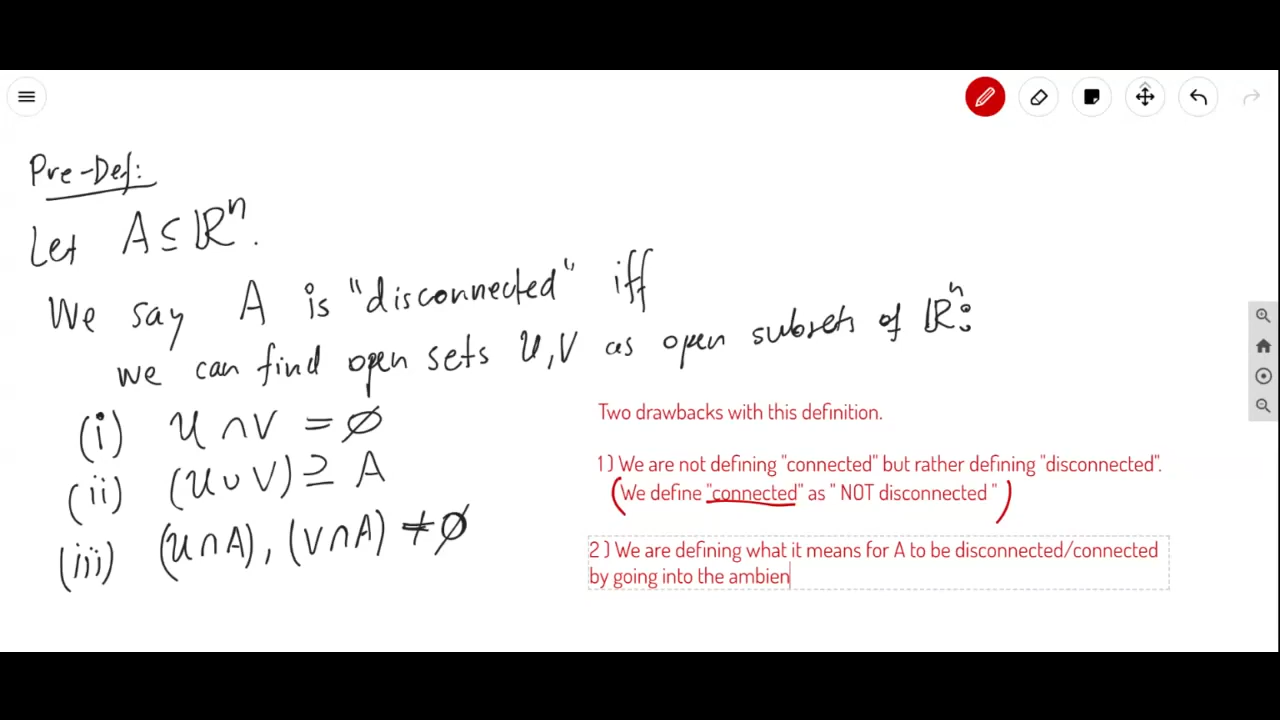 Pre-Def:
Let A ⊆ ℝⁿ.
We say A is "disconnected" iff
we can find open sets U, V as open subsets of ℝⁿ:
(i) U ∩ V = ∅
(ii) (U ∪ V) ⊇ A
(iii) (U ∩ A), (V ∩ A) ≠ ∅
Two drawbacks with this definition.
1 ) We are not defining "connected" but rather defining "disconnected".
(We define "connected" as " NOT disconnected ")
2 ) We are defining what it means for A to be disconnected/connected
by going into the ambien